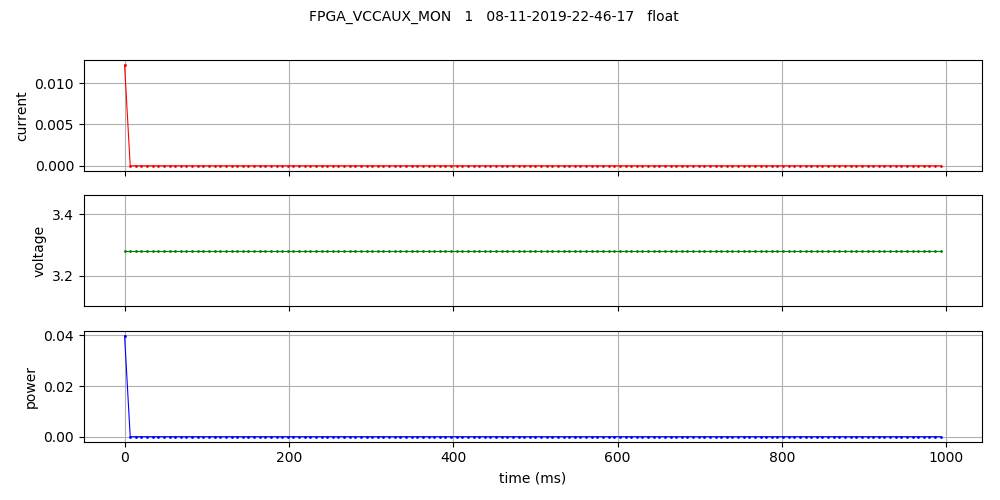 FPGA_VCCAUX_MON   1   08-11-2019-22-46-17   float
0.010
0.005
0.000
current
3.4
3.2
voltage
0.04
0.02
0.00
power
0 200 400 600 800 1000
time (ms)